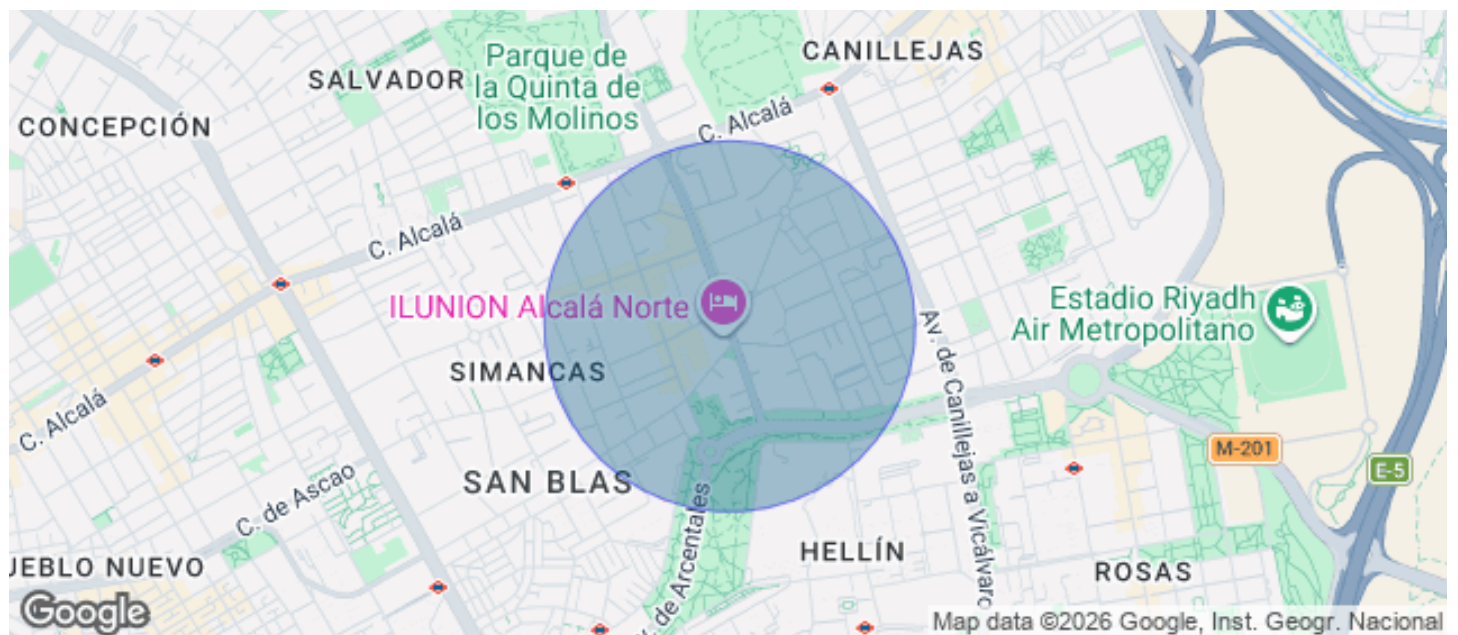 CANILLEJAS
Parque de
la Quinta de
los Molinos
SALVADOR
CONCEPCIÓN
C. Alcalá
C. Alcalá
ILUNION Alcalá Norte
Estadio Riyadh
Air Metropolitano
SIMANCAS
Av. de Canillejas a Vicálvaro
C. Alcalá
M-201
E-5
SAN BLAS
C. de Ascao
. de Arcentales
HELLÍN
UEBLO NUEVO
ROSAS
Google
Map data ©2026 Google, Inst. Geogr. Nacional